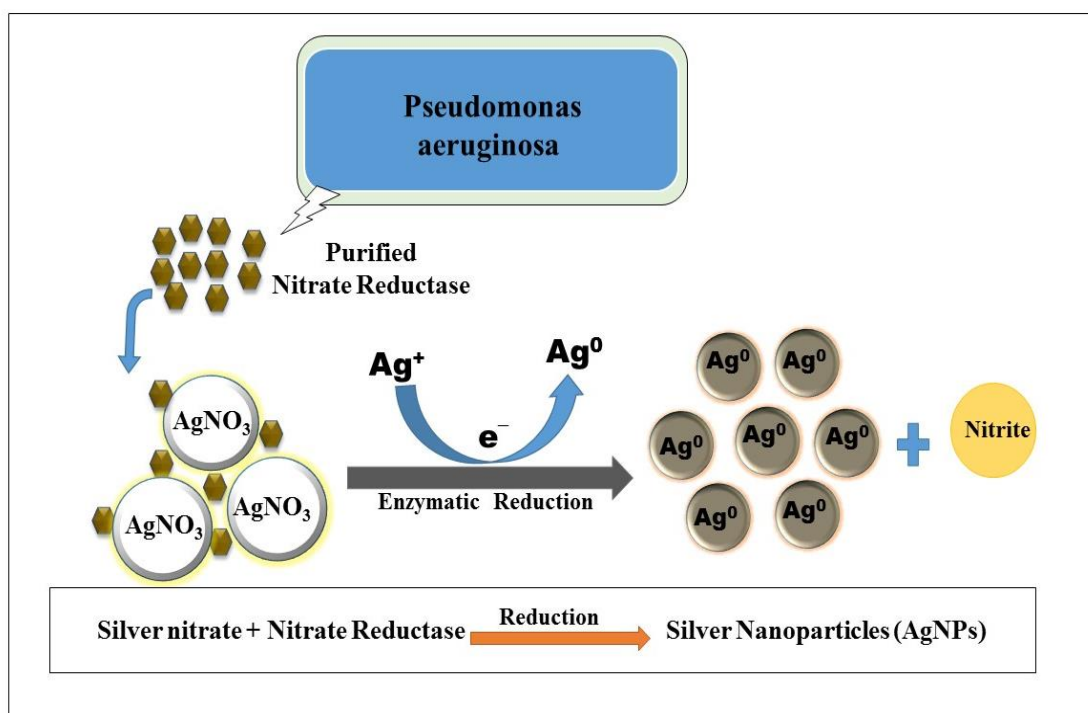 Pseudomonas
aeruginosa
Purified
Nitrate Reductase
AgNO₃
AgNO₃
AgNO₃
Ag⁺
Ag⁰
e⁻
Enzymatic Reduction
Ag⁰
Ag⁰
Ag⁰
Ag⁰
Ag⁰
Ag⁰
Ag⁰
+
Nitrite
Silver nitrate + Nitrate Reductase
Reduction
Silver Nanoparticles (AgNPs)